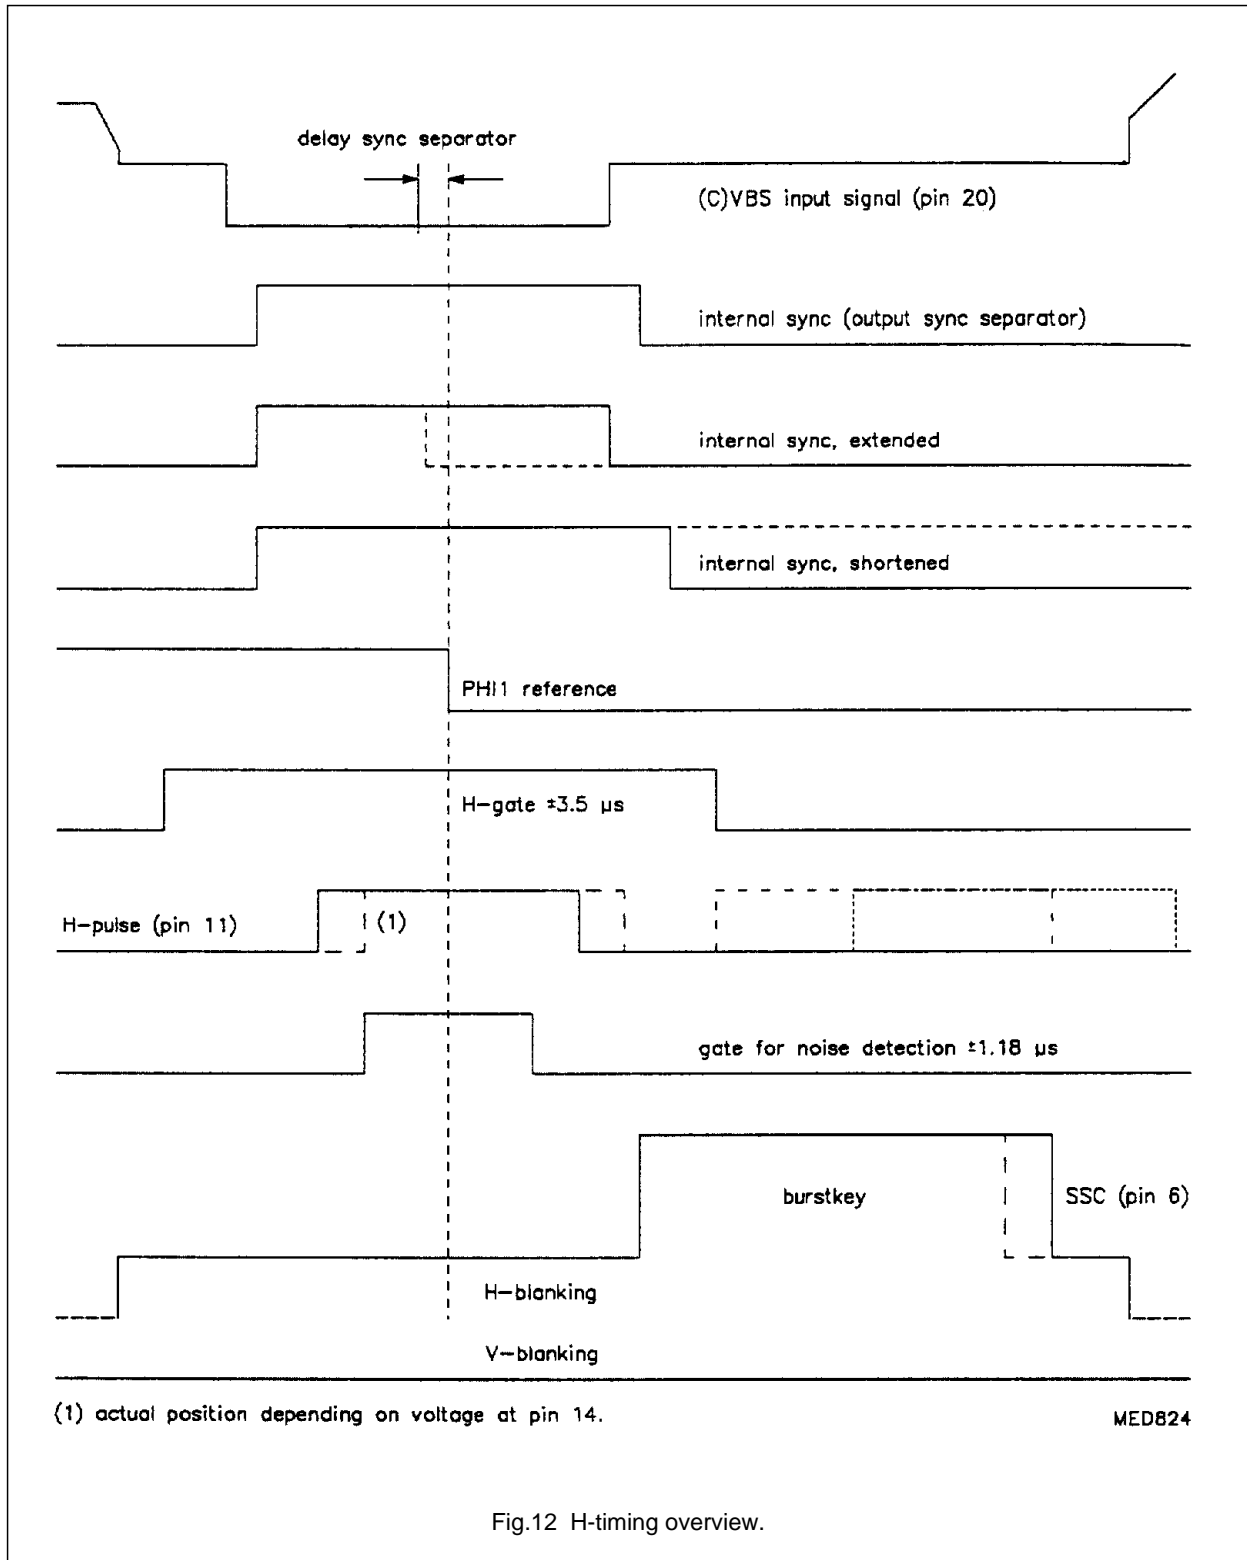 delay sync separator
(C)VBS input signal (pin 20)
internal sync (output sync separator)
internal sync, extended
internal sync, shortened
PHI1 reference
H-gate ±3.5 µs
H-pulse (pin 11)
(1)
gate for noise detection ±1.18 µs
burstkey
SSC (pin 6)
H-blanking
V-blanking
(1) actual position depending on voltage at pin 14.
MED824
Fig.12 H-timing overview.